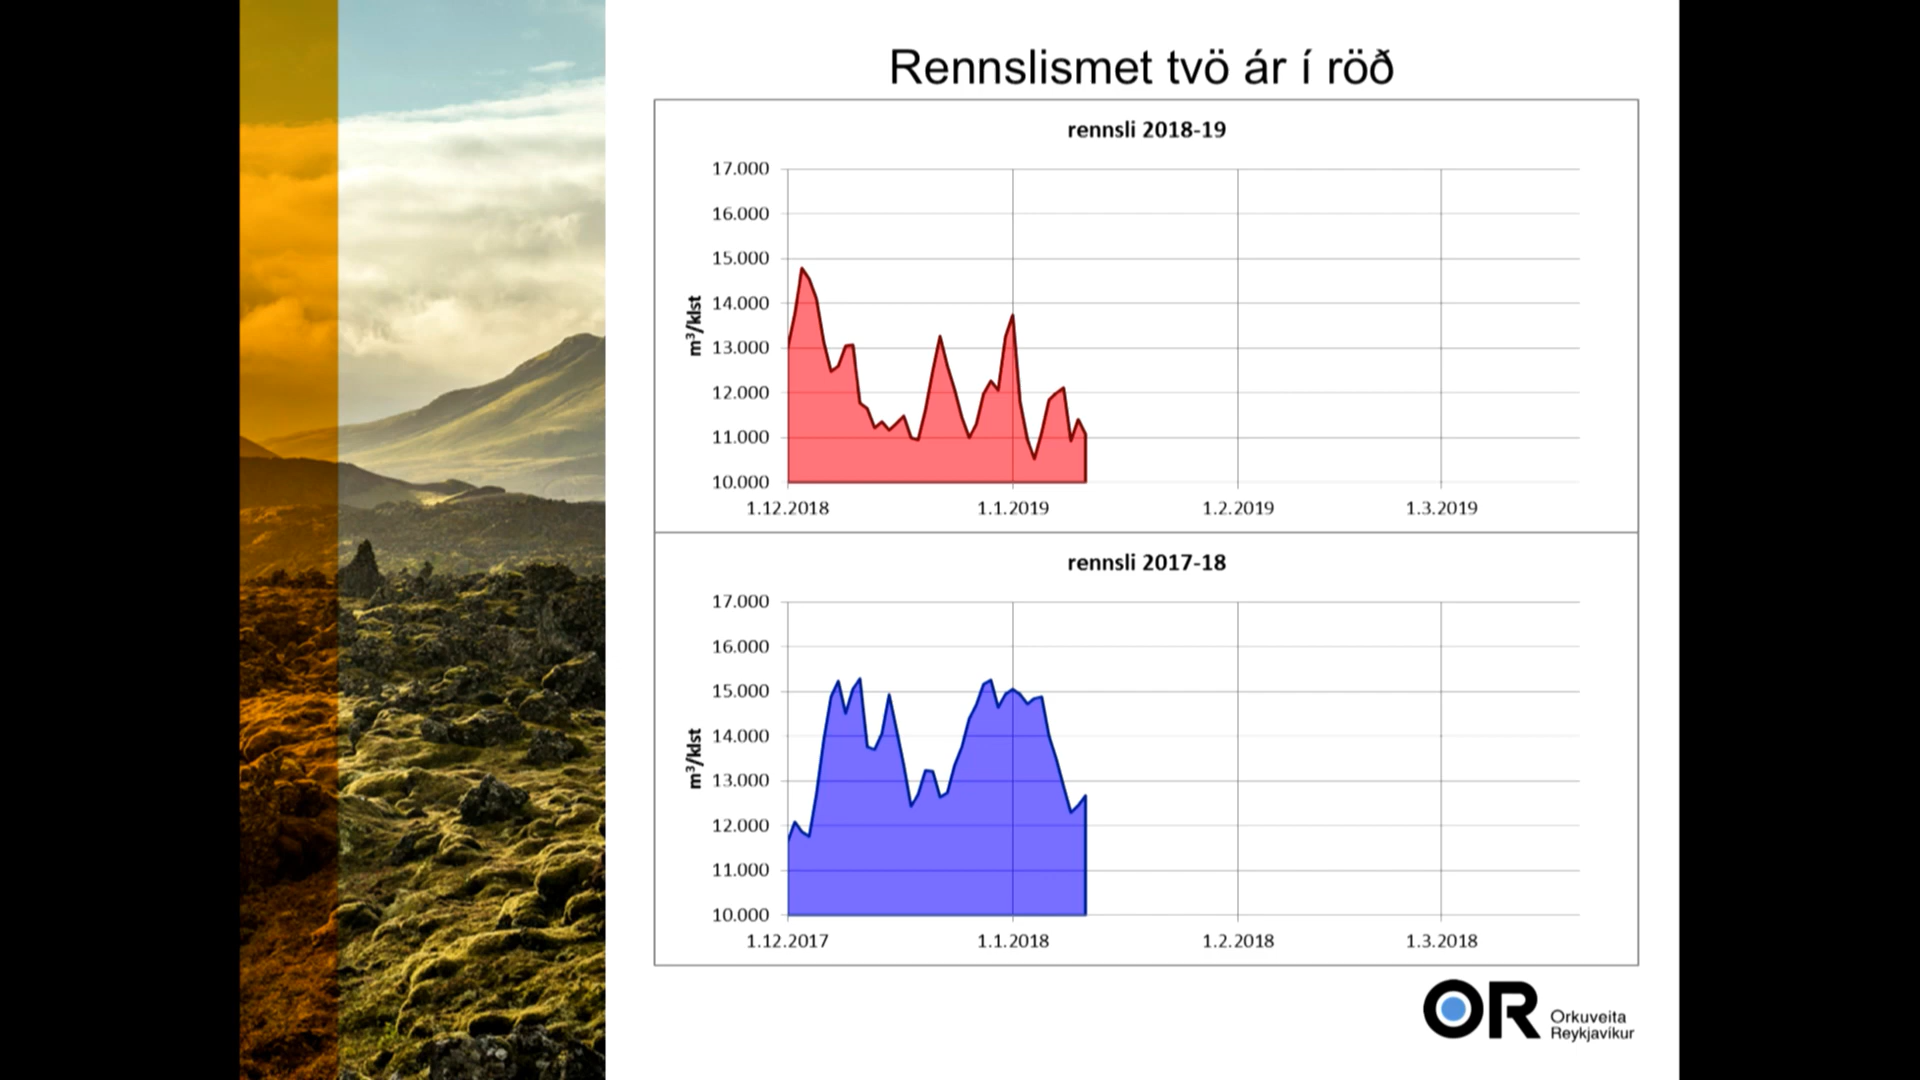 Rennslismet tvö ár í röð
rennsli 2018-19
17.000
16.000
15.000
14.000
13.000
12.000
11.000
10.000
m³/klst
1.12.2018 1.1.2019 1.2.2019 1.3.2019
rennsli 2017-18
17.000
16.000
15.000
14.000
13.000
12.000
11.000
10.000
m³/klst
1.12.2017 1.1.2018 1.2.2018 1.3.2018
OR Orkuveita
Reykjavíkur